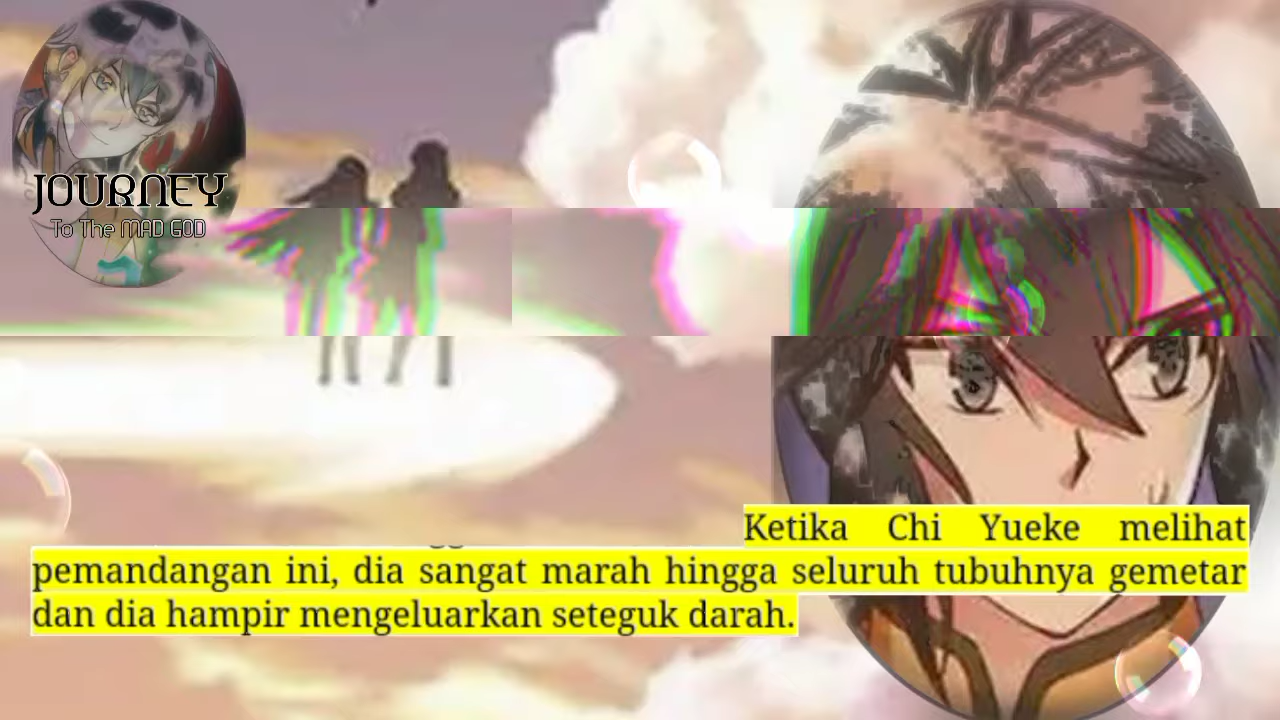 JOURNEY
To The MAD GOD
Ketika Chi Yueke melihat
pemandangan ini, dia sangat marah hingga seluruh tubuhnya gemetar
dan dia hampir mengeluarkan seteguk darah.